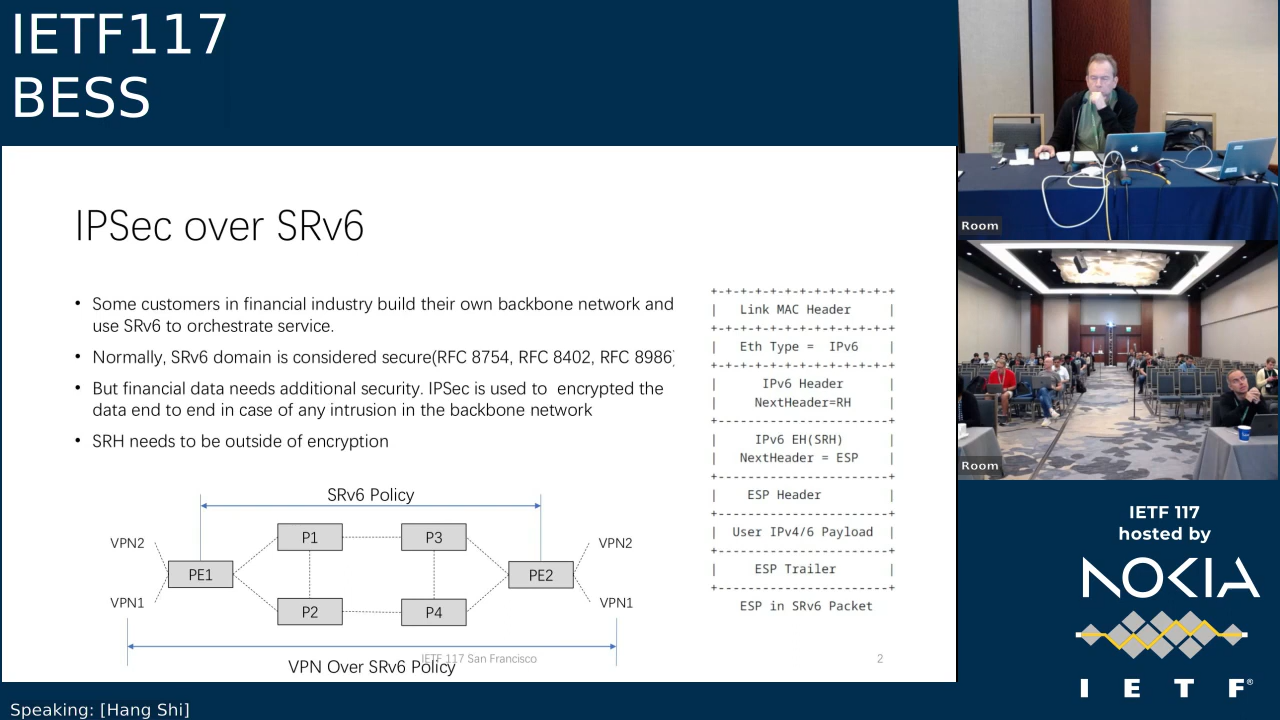 IETF117
BESS
IPSec over SRv6
• Some customers in financial industry build their own backbone network and
use SRv6 to orchestrate service.
• Normally, SRv6 domain is considered secure(RFC 8754, RFC 8402, RFC 8986)
• But financial data needs additional security. IPSec is used to  encrypted the
data end to end in case of any intrusion in the backbone network
• SRH needs to be outside of encryption
+-+-+-+-+-+-+-+-+-+-+-+-+
|   Link MAC Header     |
+-+-+-+-+-+-+-+-+-+-+-+-+
|   Eth Type =  IPv6    |
+-+-+-+-+-+-+-+-+-+-+-+-+
|      IPv6 Header      |
|     NextHeader=RH     |
+-----------------------+
|     IPv6 EH(SRH)      |
|   NextHeader = ESP    |
+-----------------------+
|    ESP Header         |
+-----------------------+
|  User IPv4/6 Payload  |
+-----------------------+
|     ESP Trailer       |
+-----------------------+
ESP in SRv6 Packet
SRv6 Policy
VPN2
P1
P3
VPN2
PE1
PE2
VPN1
P2
P4
VPN1
VPN Over SRv6 Policy
IETF 117 San Francisco
2
Room
Room
IETF 117
hosted by
NOKIA
I E T F®
Speaking: [Hang Shi]